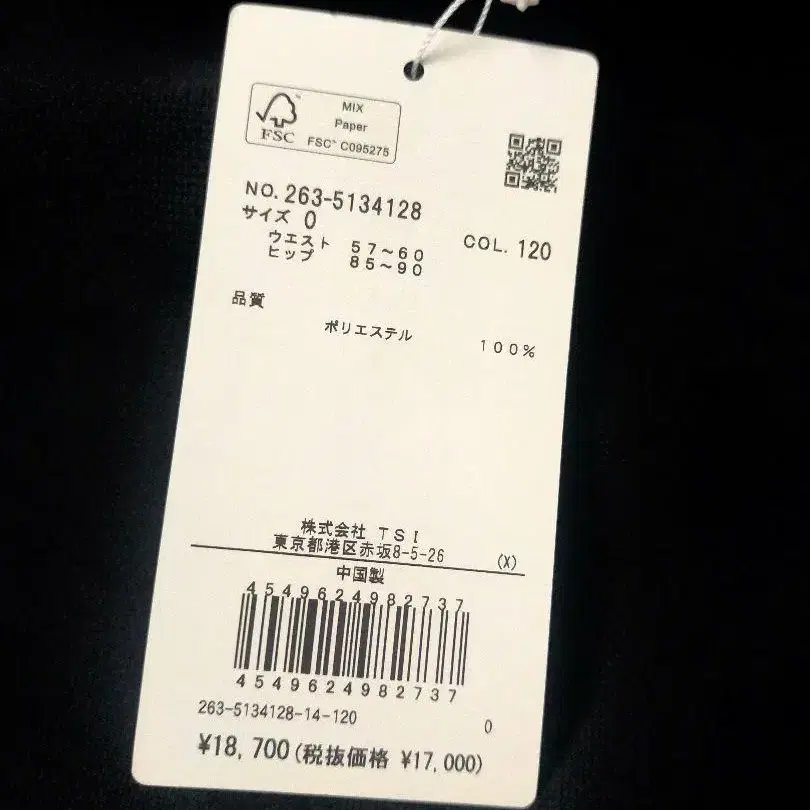 MIX
Paper
FSC
FSC® C095275
NO. 263-5134128
サイズ 0
COL. 120
ウエスト 57~60
ヒップ 85~90
品質
ポリエステル 100%
株式会社 TSI
東京都港区赤坂8-5-26 (X)
中国製
4549624982737
4549624982737
263-5134128-14-120 0
¥18,700(税抜価格 ¥17,000)